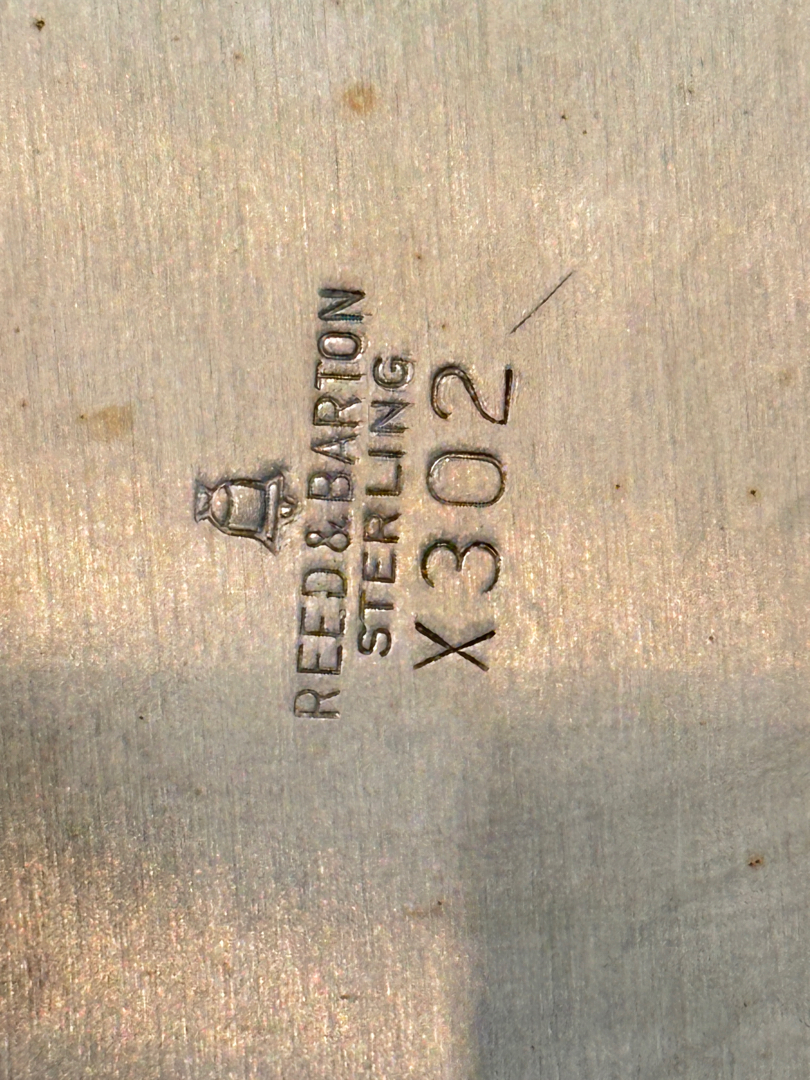 REED & BARTON
STERLING
X302